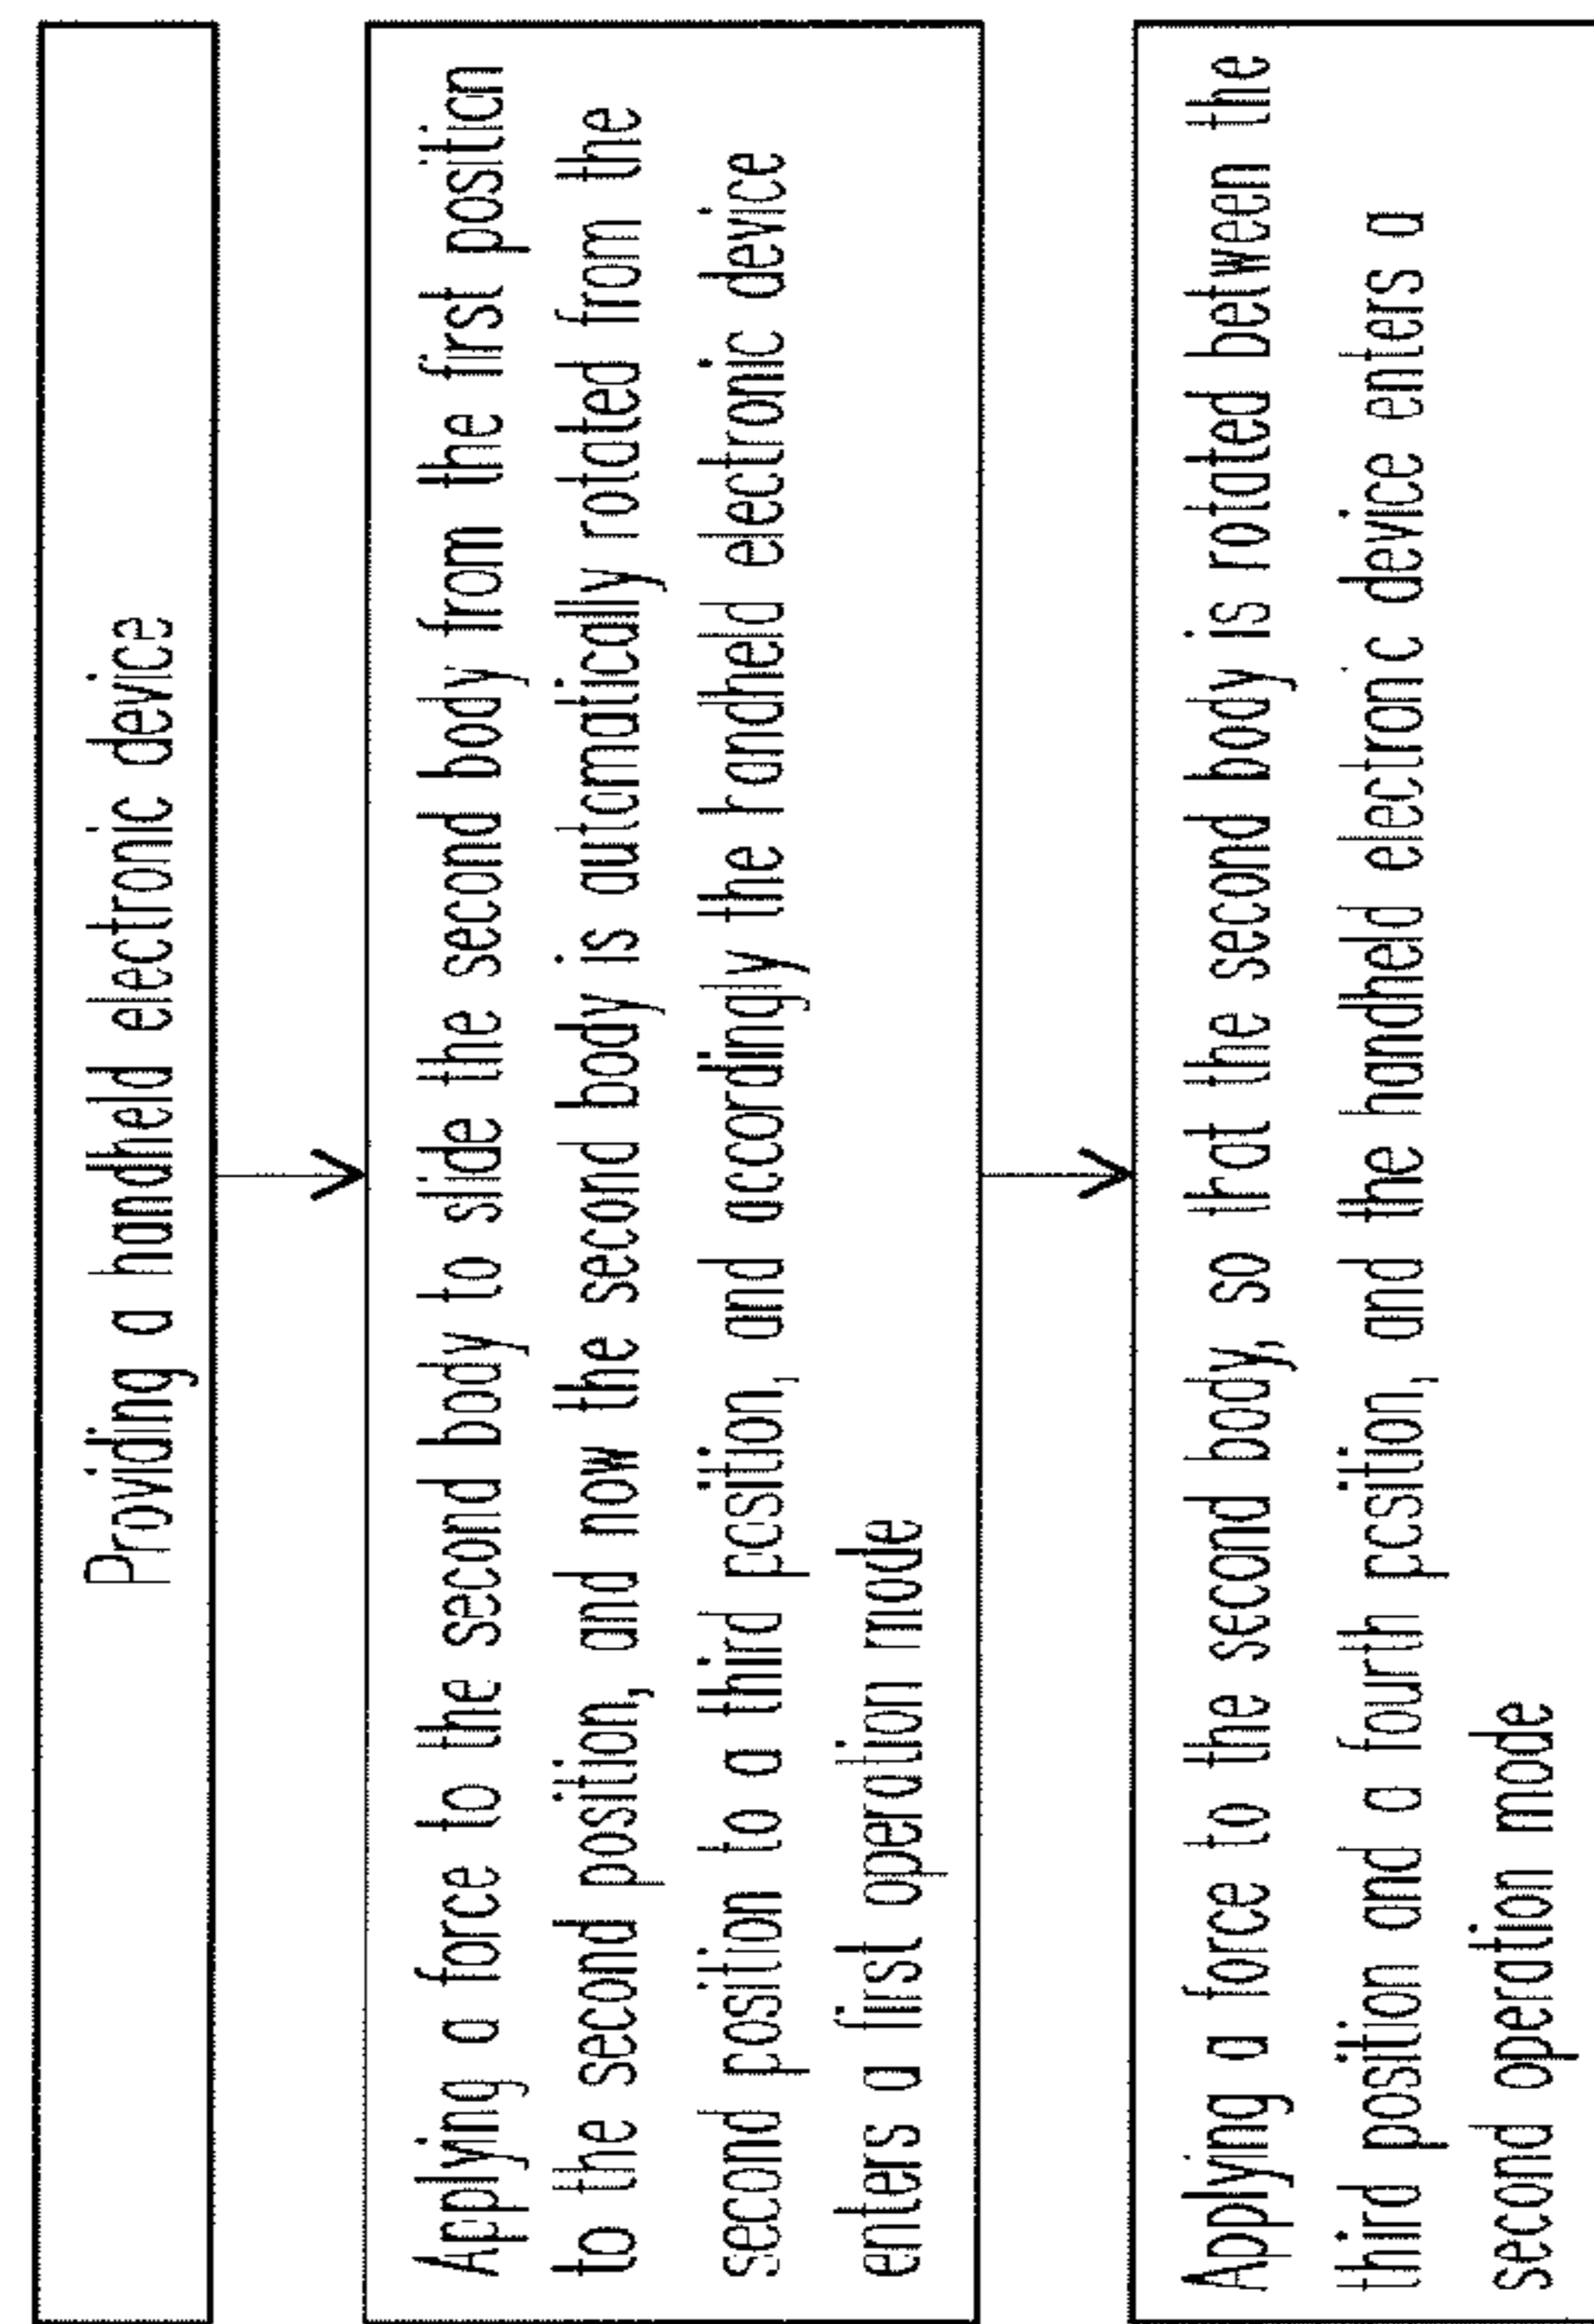 Providing a handheld electronic device
Applying a force to the second body to slide the second body from the first position
to the second position, and now the second body is automatically rotated from the
second position to a third position, and accordingly the handheld electronic device
enters a first operation mode
Applying a force to the second body, so that the second body is rotated between the
third position and a fourth position, and the handheld electronic device enters a
second operation mode